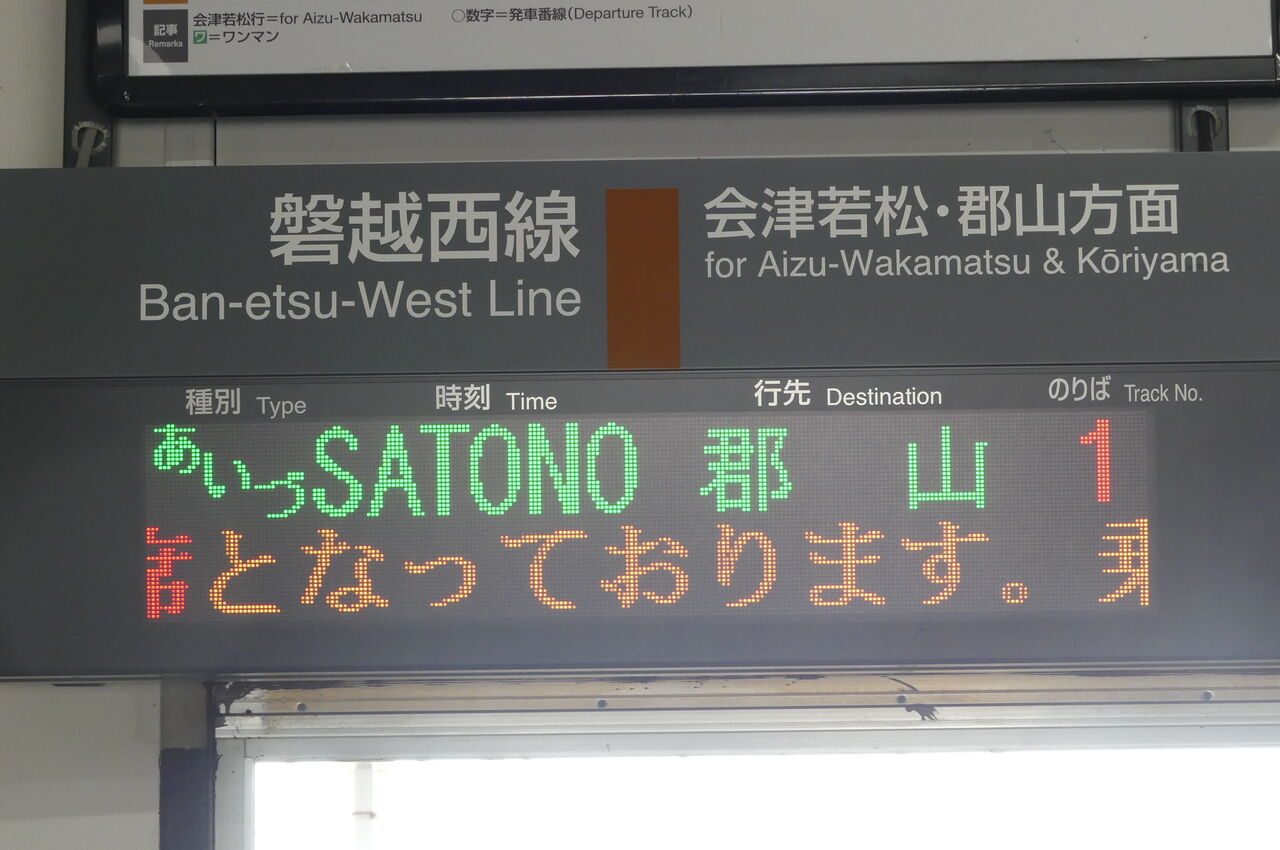 記事 会津若松行=for Aizu-Wakamatsu ○数字=発車番線(Departure Track)
Remarks ワ=ワンマン
磐越西線 会津若松・郡山方面
Ban-etsu-West Line for Aizu-Wakamatsu & Kōriyama
種別 Type 時刻 Time 行先 Destination のりば Track No.
あいづSATONO 郡 山 1
となっております。